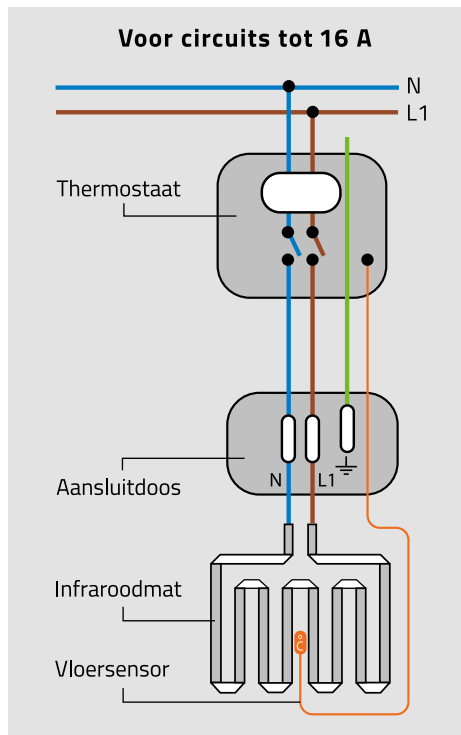 Voor circuits tot 16 A
N
L1
Thermostaat
Aansluitdoos
N
L1
Infraroodmat
Vloersensor
°C